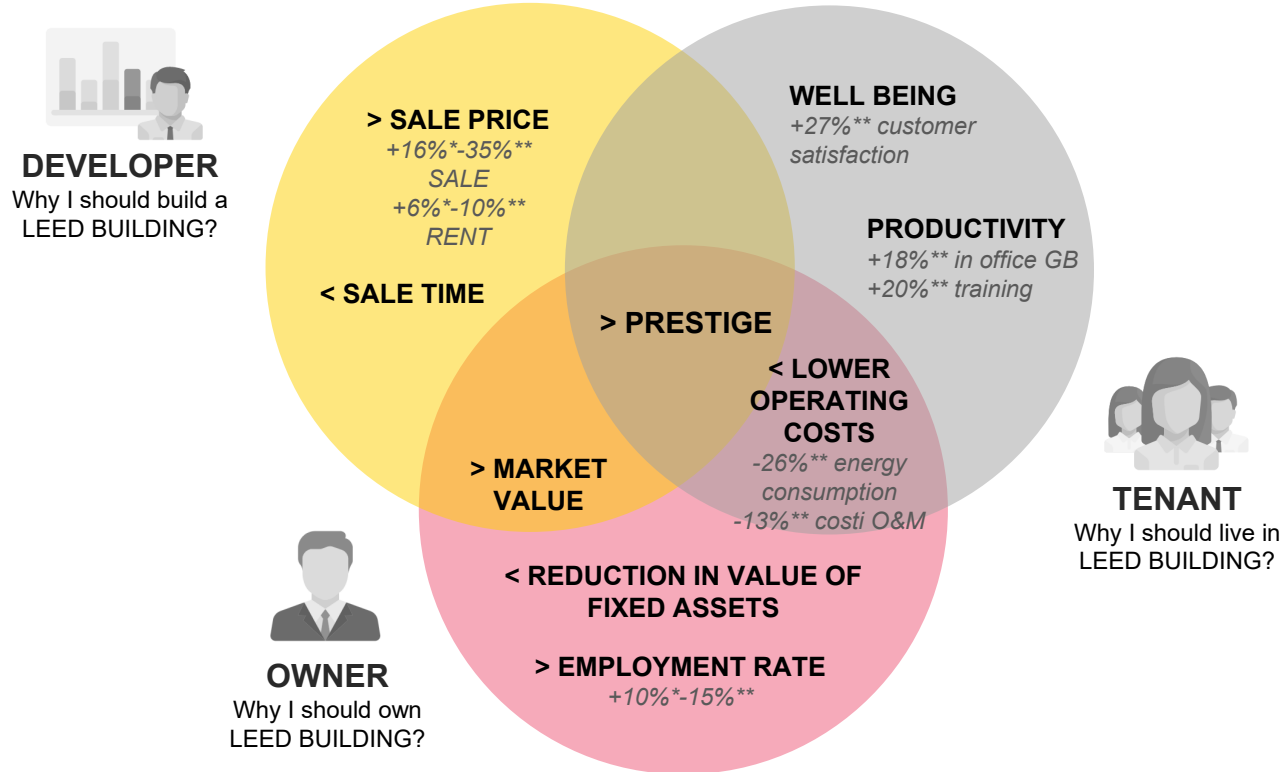 DEVELOPER
Why I should build a
LEED BUILDING?
> SALE PRICE
+16%*-35%**
SALE
+6%*-10%**
RENT
< SALE TIME
WELL BEING
+27%** customer
satisfaction
PRODUCTIVITY
+18%** in office GB
+20%** training
> PRESTIGE
< LOWER
OPERATING
COSTS
-26%** energy
consumption
-13%** costi O&M
> MARKET
VALUE
TENANT
Why I should live in
LEED BUILDING?
< REDUCTION IN VALUE OF
FIXED ASSETS
> EMPLOYMENT RATE
+10%*-15%**
OWNER
Why I should own
LEED BUILDING?